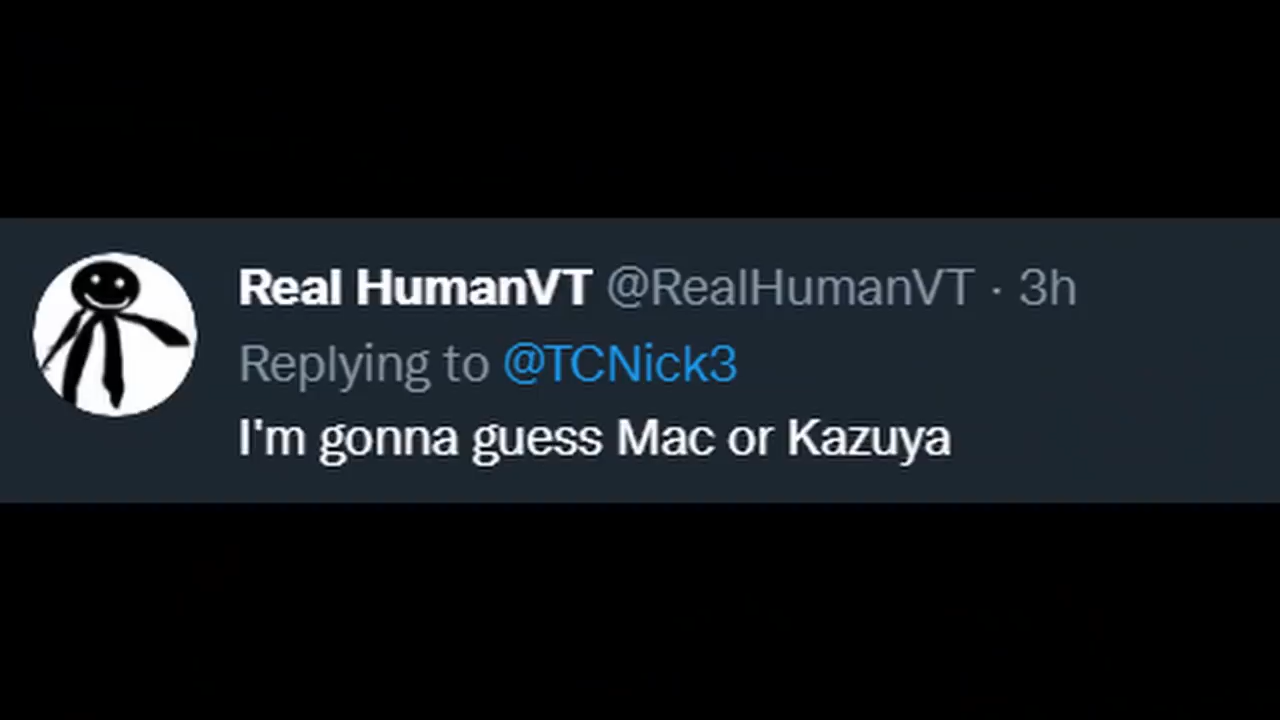 Real HumanVT @RealHumanVT · 3h
Replying to @TCNick3
I'm gonna guess Mac or Kazuya